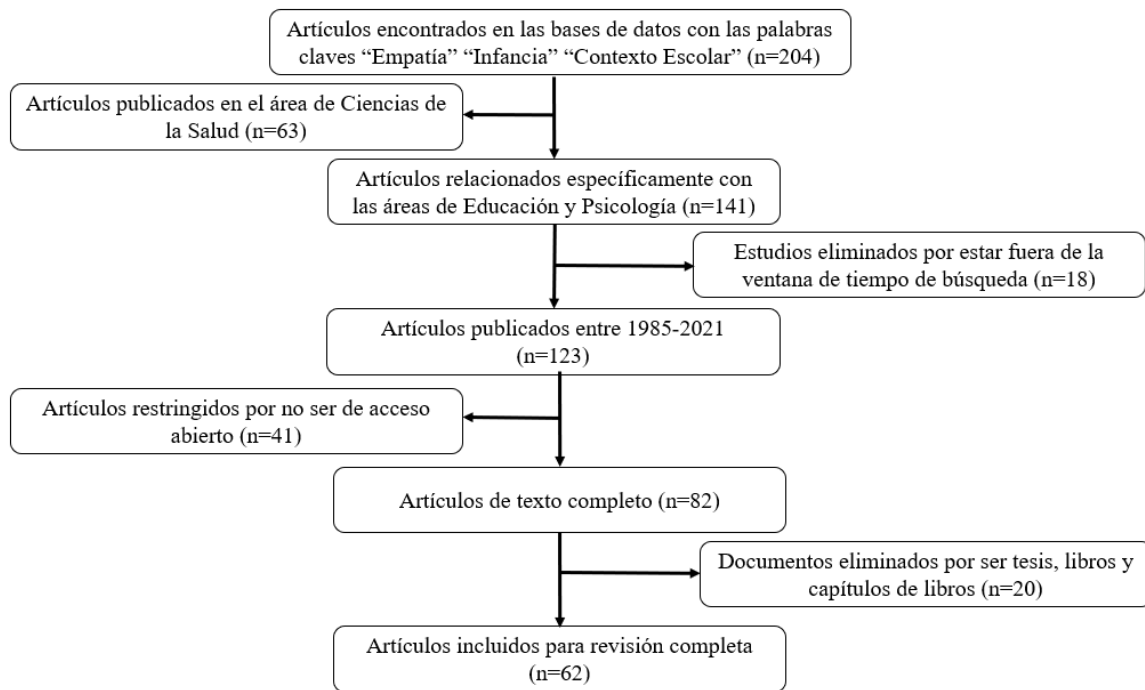 Artículos encontrados en las bases de datos con las palabras
claves “Empatía” “Infancia” “Contexto Escolar” (n=204)
Artículos publicados en el área de Ciencias de
la Salud (n=63)
Artículos relacionados específicamente con
las áreas de Educación y Psicología (n=141)
Estudios eliminados por estar fuera de la
ventana de tiempo de búsqueda (n=18)
Artículos publicados entre 1985-2021
(n=123)
Artículos restringidos por no ser de acceso
abierto (n=41)
Artículos de texto completo (n=82)
Documentos eliminados por ser tesis, libros y
capítulos de libros (n=20)
Artículos incluidos para revisión completa
(n=62)